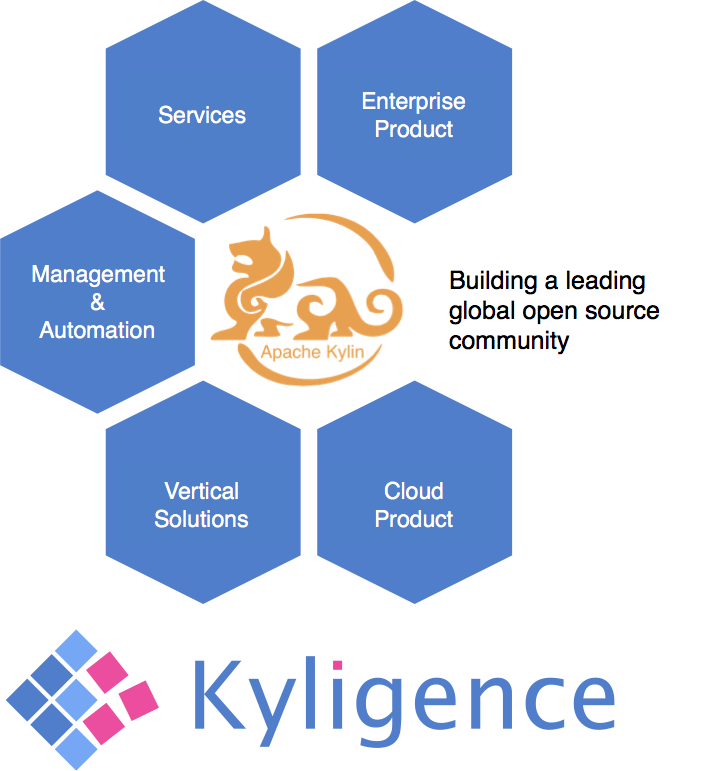 Services
Enterprise
Product
Management
&
Automation
Apache Kylin
Building a leading
global open source
community
Vertical
Solutions
Cloud
Product
Kyligence